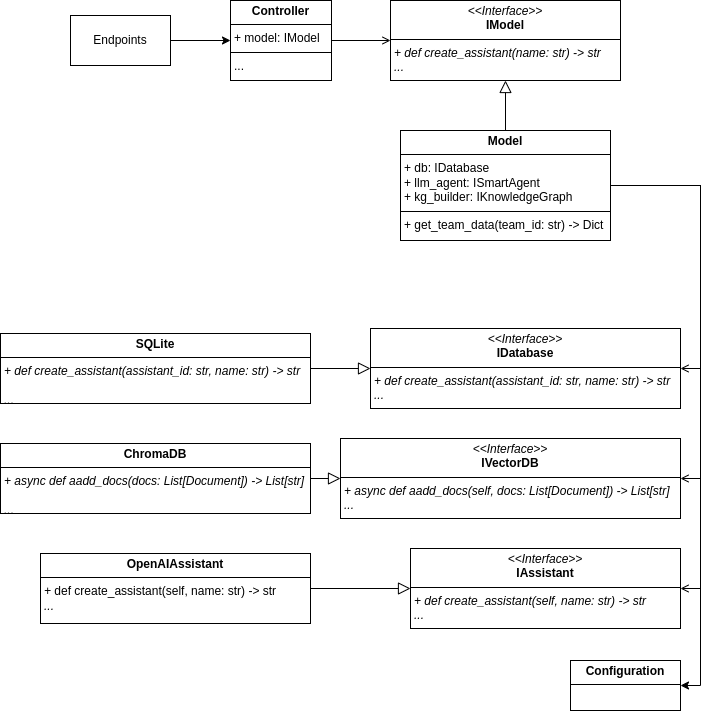 Endpoints
Controller
+ model: IModel
...
<<Interface>>
IModel
+ def create_assistant(name: str) -> str
...
Model
+ db: IDatabase
+ llm_agent: ISmartAgent
+ kg_builder: IKnowledgeGraph
+ get_team_data(team_id: str) -> Dict
SQLite
+ def create_assistant(assistant_id: str, name: str) -> str
...
<<Interface>>
IDatabase
+ def create_assistant(assistant_id: str, name: str) -> str
...
ChromaDB
+ async def aadd_docs(docs: List[Document]) -> List[str]
...
<<Interface>>
IVectorDB
+ async def aadd_docs(self, docs: List[Document]) -> List[str]
...
OpenAIAssistant
+ def create_assistant(self, name: str) -> str
...
<<Interface>>
IAssistant
+ def create_assistant(self, name: str) -> str
...
Configuration